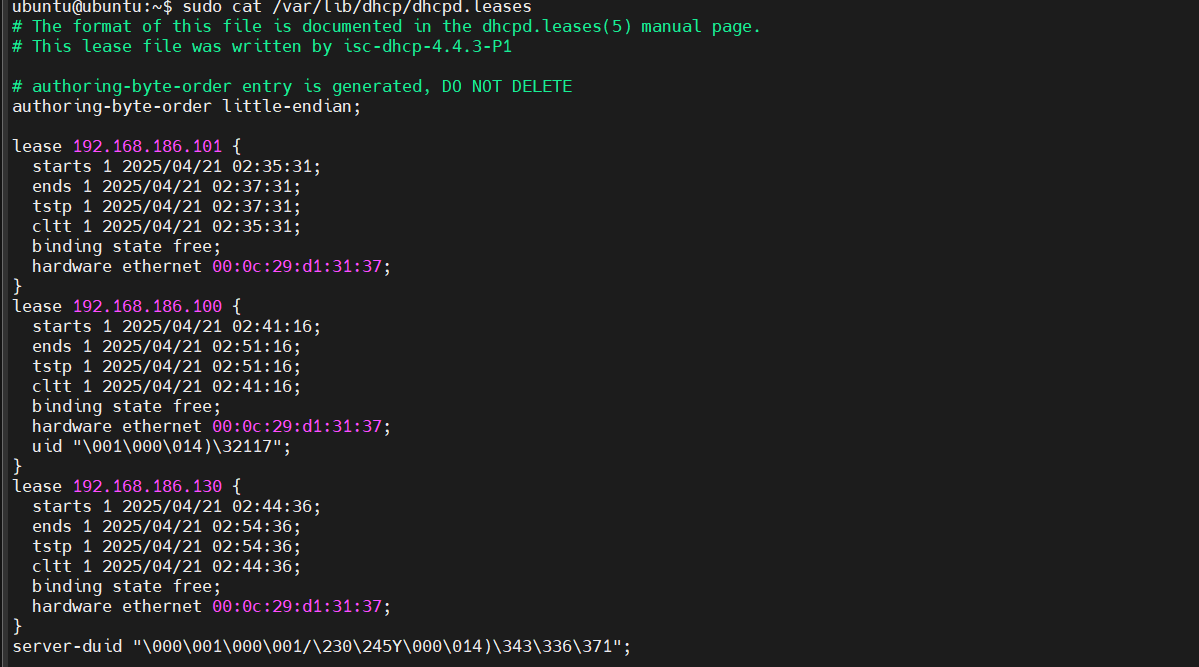 ubuntu@ubuntu:~$ sudo cat /var/lib/dhcp/dhcpd.leases
# The format of this file is documented in the dhcpd.leases(5) manual page.
# This lease file was written by isc-dhcp-4.4.3-P1
# authoring-byte-order entry is generated, DO NOT DELETE
authoring-byte-order little-endian;
lease 192.168.186.101 {
  starts 1 2025/04/21 02:35:31;
  ends 1 2025/04/21 02:37:31;
  tstp 1 2025/04/21 02:37:31;
  cltt 1 2025/04/21 02:35:31;
  binding state free;
  hardware ethernet 00:0c:29:d1:31:37;
}
lease 192.168.186.100 {
  starts 1 2025/04/21 02:41:16;
  ends 1 2025/04/21 02:51:16;
  tstp 1 2025/04/21 02:51:16;
  cltt 1 2025/04/21 02:41:16;
  binding state free;
  hardware ethernet 00:0c:29:d1:31:37;
  uid "\001\000\014)\32117";
}
lease 192.168.186.130 {
  starts 1 2025/04/21 02:44:36;
  ends 1 2025/04/21 02:54:36;
  tstp 1 2025/04/21 02:54:36;
  cltt 1 2025/04/21 02:44:36;
  binding state free;
  hardware ethernet 00:0c:29:d1:31:37;
}
server-duid "\000\001\000\001/\230\245Y\000\014)\343\336\371";